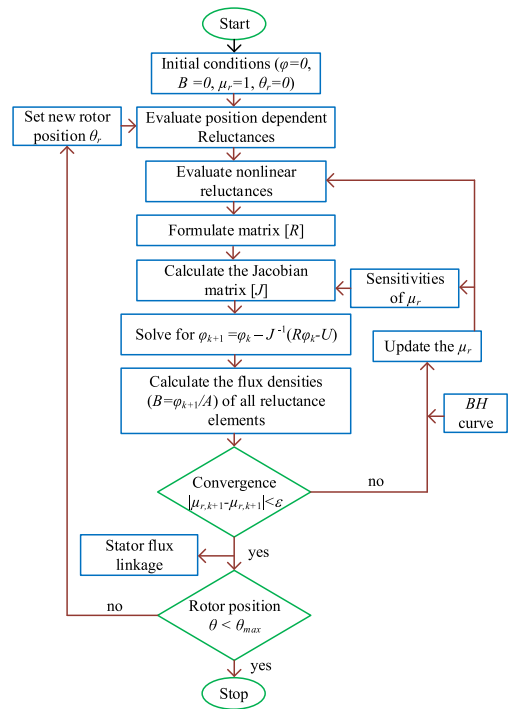 Start
Initial conditions (φ=0,
B =0, μr=1, θr=0)
Set new rotor
position θr
Evaluate position dependent
Reluctances
Evaluate nonlinear
reluctances
Formulate matrix [R]
Calculate the Jacobian
matrix [J]
Sensitivities
of μr
Solve for φk+1 =φk – J -1(Rφk-U)
Update the μr
Calculate the flux densities
(B=φk+1/A) of all reluctance
elements
BH
curve
Convergence
|μr,k+1-μr,k+1|<ε
no
yes
Stator flux
linkage
no
Rotor position
θ < θmax
yes
Stop